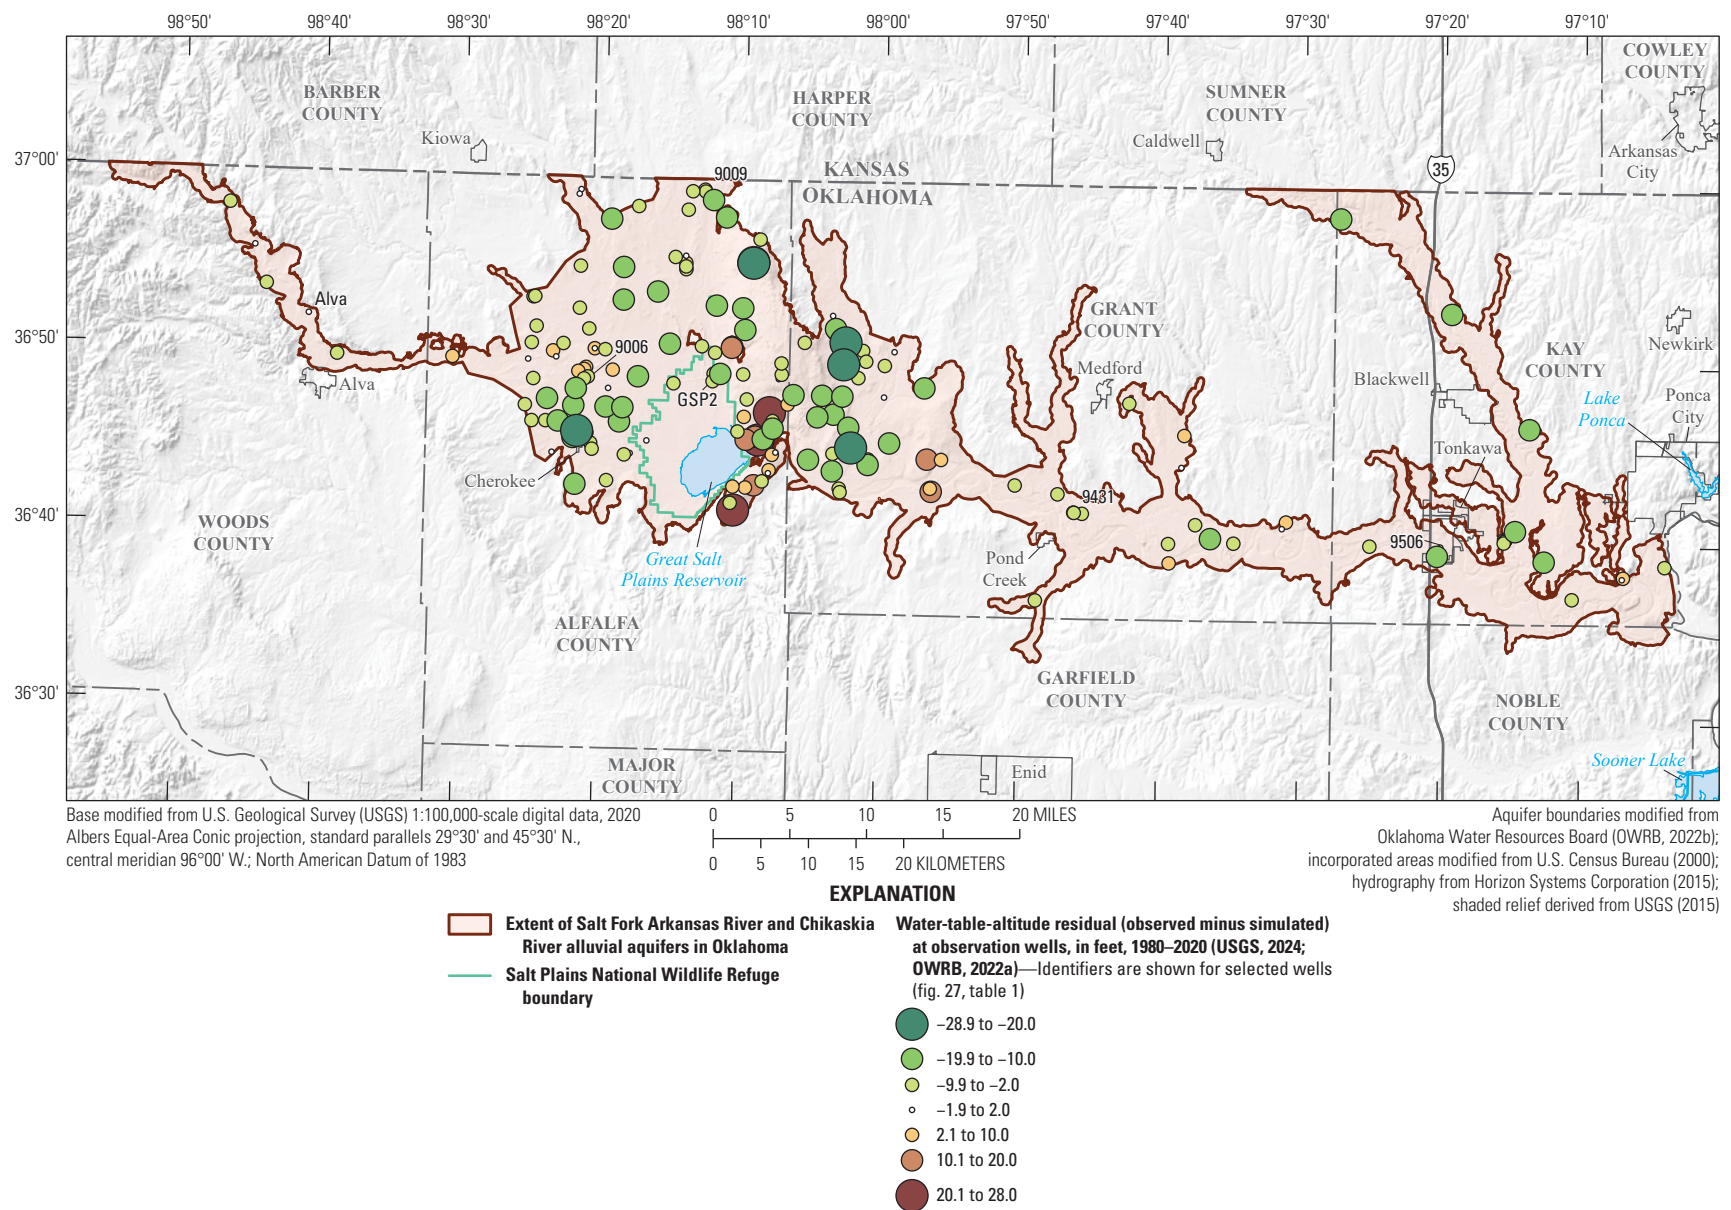 98°50' 98°40' 98°30' 98°20' 98°10' 98°00' 97°50' 97°40' 97°30' 97°20' 97°10'
COWLEY
COUNTY
BARBER
COUNTY
HARPER
COUNTY
SUMNER
COUNTY
Kiowa
Caldwell
Arkansas
City
37°00'
KANSAS
OKLAHOMA
35
9009
Alva
GRANT
COUNTY
Newkirk
36°50'
9006
KAY
COUNTY
Medford
Alva
Blackwell
Lake
Ponca
Ponca
City
GSP2
Tonkawa
Cherokee
9431
36°40'
WOODS
COUNTY
9506
Pond
Creek
Great Salt
Plains Reservoir
ALFALFA
COUNTY
36°30'
GARFIELD
COUNTY
NOBLE
COUNTY
MAJOR
COUNTY
Enid
Sooner Lake
Base modified from U.S. Geological Survey (USGS) 1:100,000-scale digital data, 2020
Albers Equal-Area Conic projection, standard parallels 29°30' and 45°30' N.,
central meridian 96°00' W.; North American Datum of 1983
0 5 10 15 20 MILES
0 5 10 15 20 KILOMETERS
Aquifer boundaries modified from
Oklahoma Water Resources Board (OWRB, 2022b);
incorporated areas modified from U.S. Census Bureau (2000);
hydrography from Horizon Systems Corporation (2015);
shaded relief derived from USGS (2015)
EXPLANATION
Extent of Salt Fork Arkansas River and Chikaskia
River alluvial aquifers in Oklahoma
Salt Plains National Wildlife Refuge
boundary
Water-table-altitude residual (observed minus simulated)
at observation wells, in feet, 1980–2020 (USGS, 2024;
OWRB, 2022a)—Identifiers are shown for selected wells
(fig. 27, table 1)
−28.9 to −20.0
−19.9 to −10.0
−9.9 to −2.0
−1.9 to 2.0
2.1 to 10.0
10.1 to 20.0
20.1 to 28.0